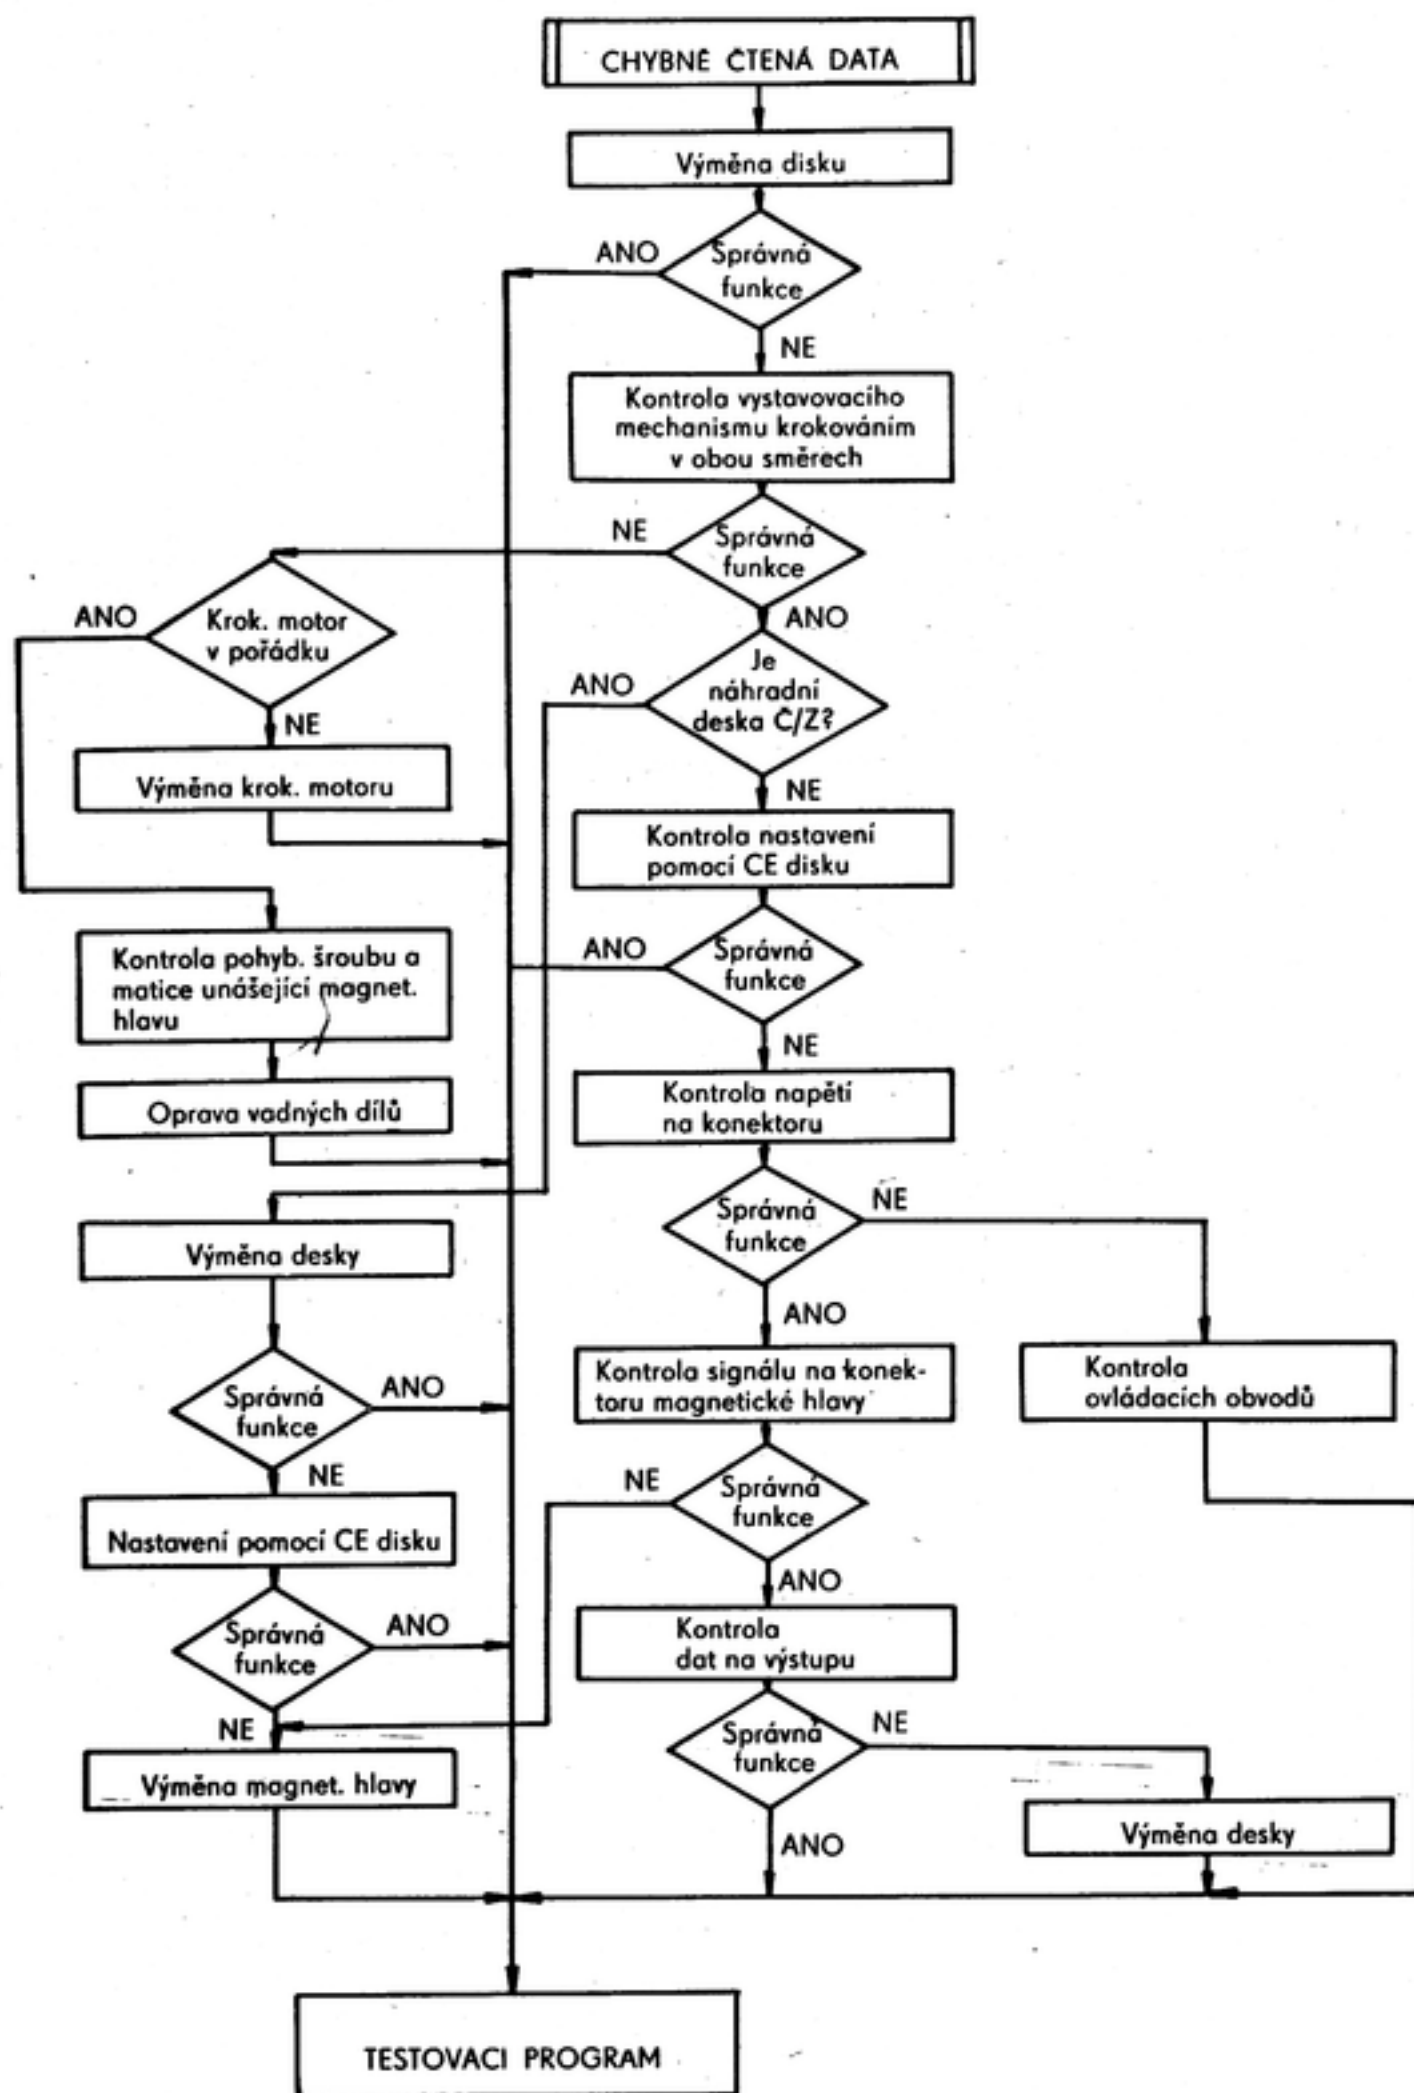 CHYBNĚ ČTENÁ DATA
Výměna disku
ANO
Správná
funkce
NE
Kontrola vystavovacího
mechanismu krokováním
v obou směrech
NE
Správná
funkce
ANO
ANO
Krok. motor
v pořádku
NE
Výměna krok. motoru
ANO
Je
náhradní
deska Č/Z?
NE
Kontrola nastavení
pomocí CE disku
ANO
Správná
funkce
NE
Kontrola pohyb. šroubu a
matice unášející magnet.
hlavu
Oprava vadných dílů
Kontrola napětí
na konektoru
Správná
funkce
NE
ANO
Výměna desky
Správná
funkce
ANO
NE
Kontrola signálu na konek-
toru magnetické hlavy
Kontrola
ovládacích obvodů
NE
Správná
funkce
ANO
Nastavení pomocí CE disku
Správná
funkce
ANO
NE
Výměna magnet. hlavy
Kontrola
dat na výstupu
Správná
funkce
NE
ANO
Výměna desky
TESTOVACI PROGRAM